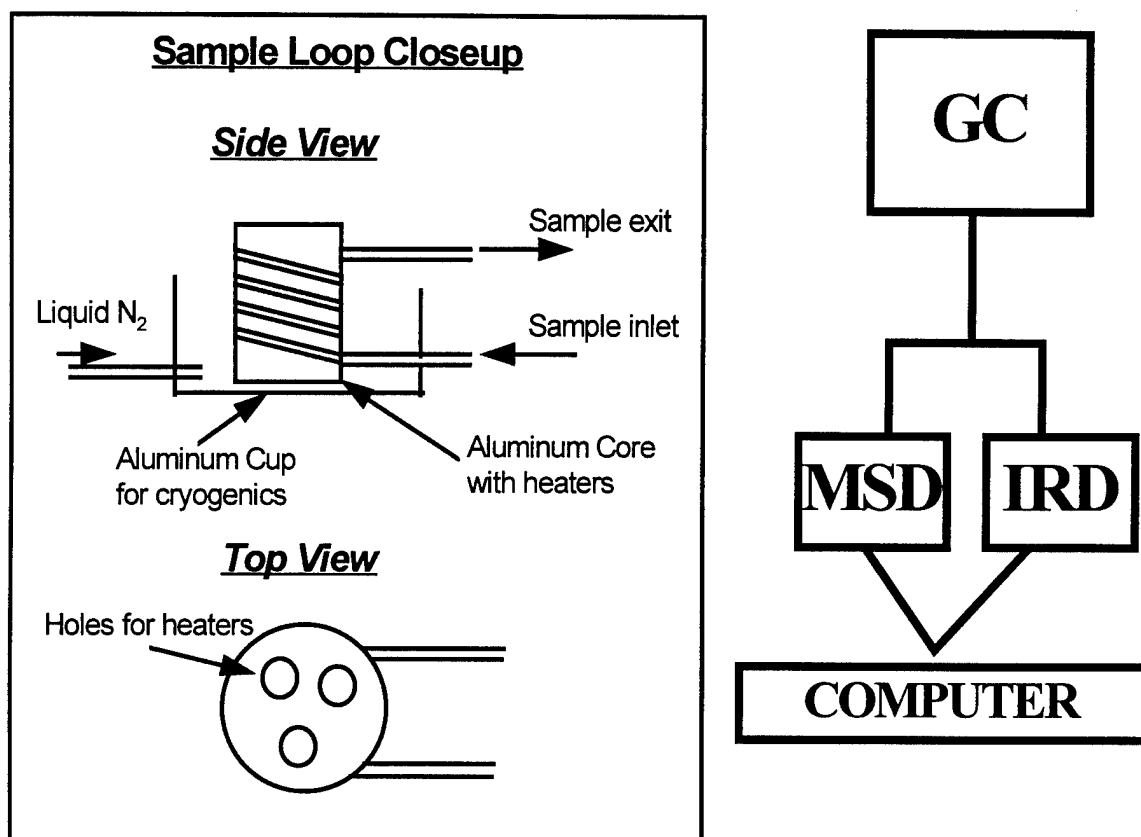 Sample Loop Closeup
Side View
Sample exit
Liquid N₂
Sample inlet
Aluminum Cup
for cryogenics
Aluminum Core
with heaters
Top View
Holes for heaters
GC
MSD
IRD
COMPUTER